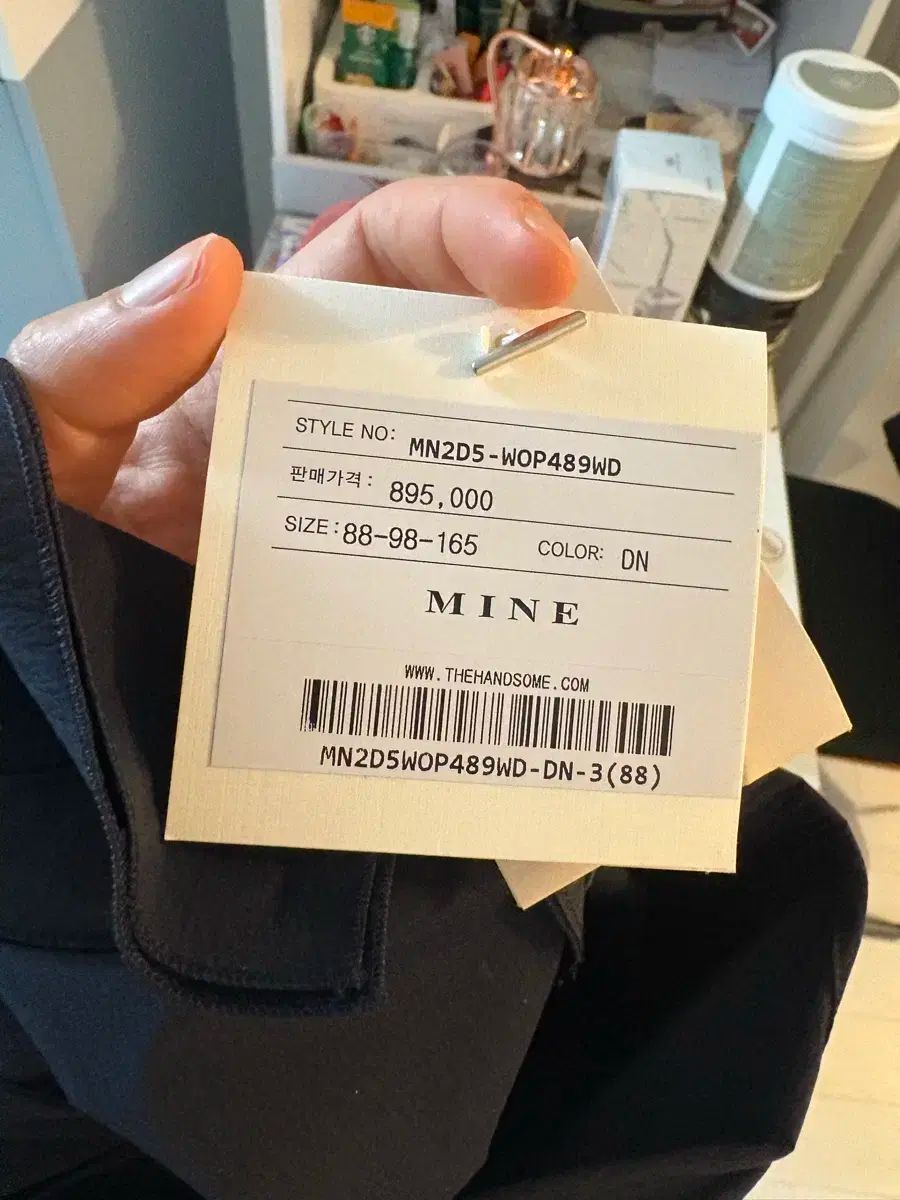 STYLE NO: MN2D5-WOP489WD
판매가격: 895,000
SIZE:88-98-165 COLOR: DN
MINE
WWW.THEHANDSOME.COM
MN2D5WOP489WD-DN-3(88)